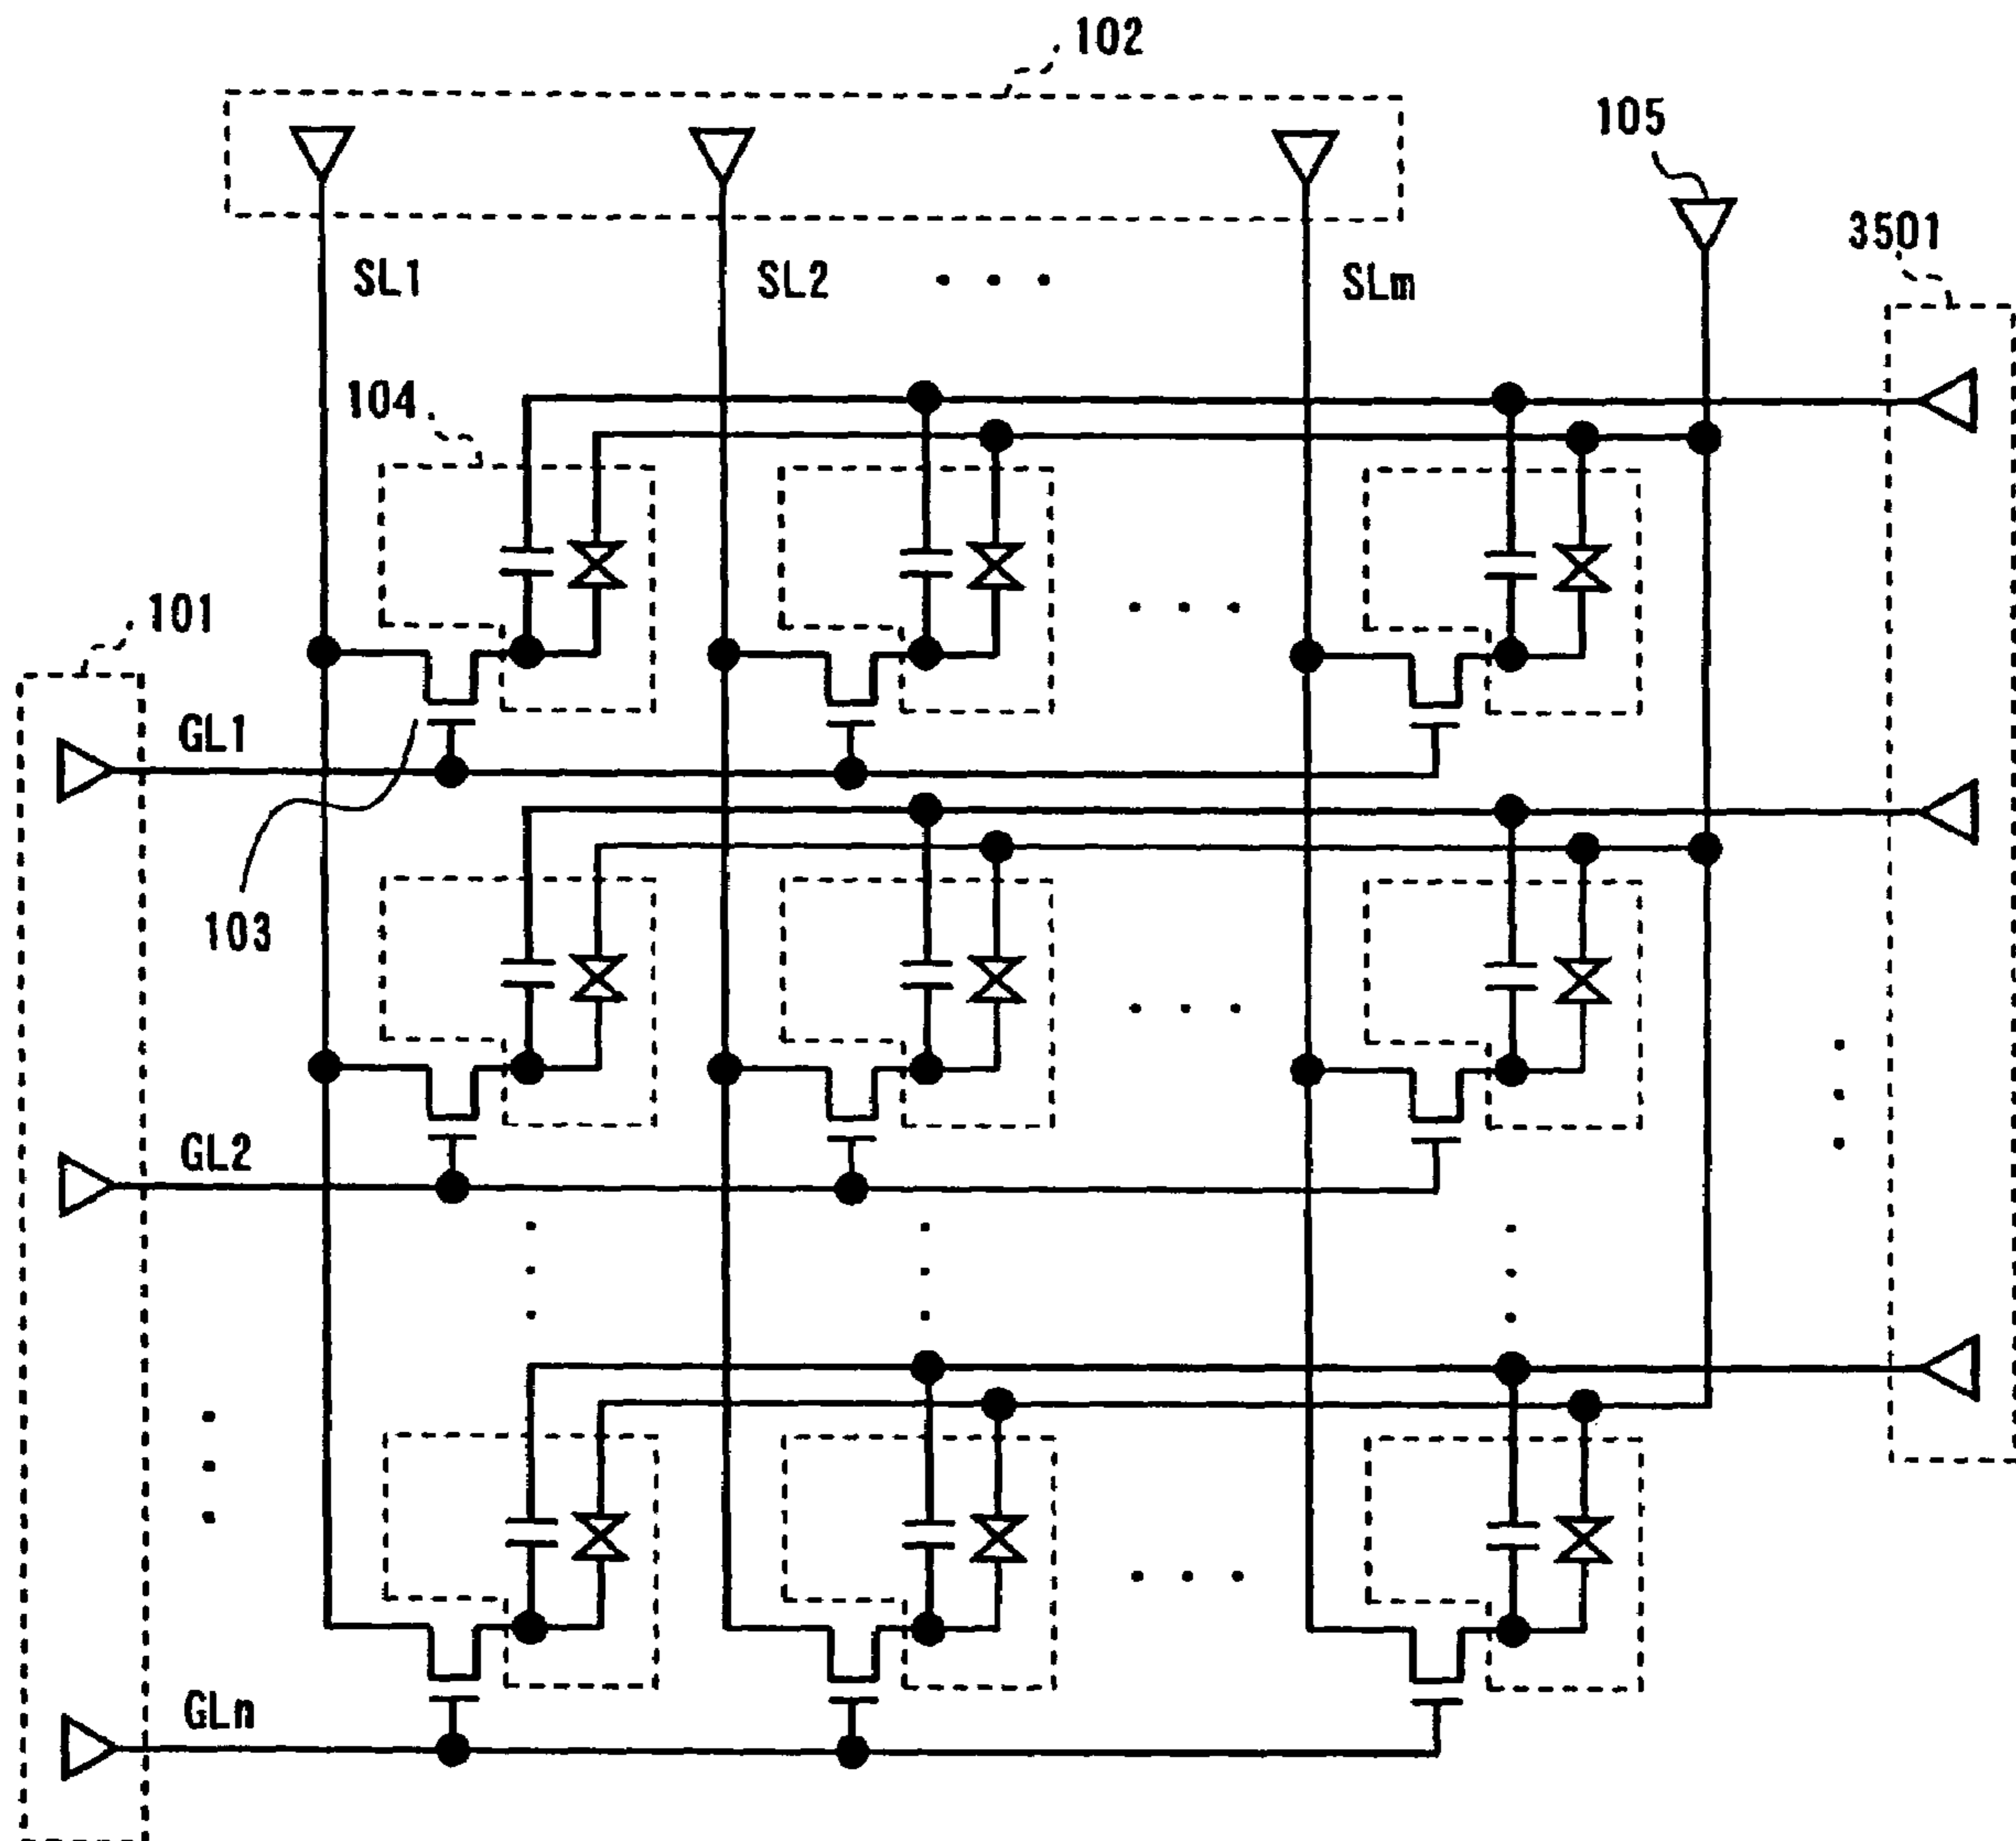 102
105
3501
SL1
SL2
. . .
SLm
104
101
GL1
. . .
103
. . .
GL2
. . .
GLn